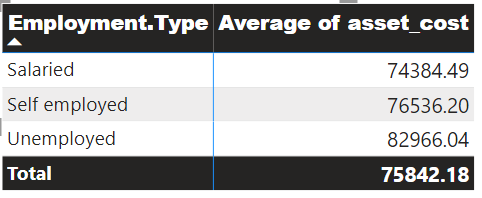 Employment.Type Average of asset_cost
Salaried 74384.49
Self employed 76536.20
Unemployed 82966.04
Total 75842.18